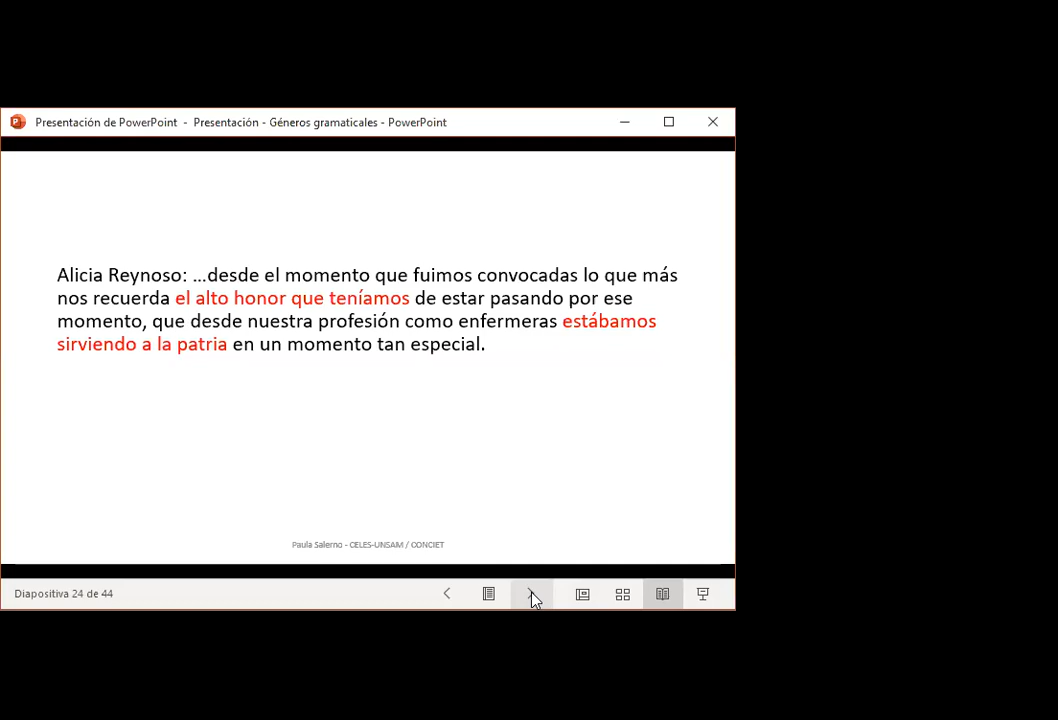 Presentación de PowerPoint - Presentación - Géneros gramaticales - PowerPoint
Alicia Reynoso: ...desde el momento que fuimos convocadas lo que más
nos recuerda el alto honor que teníamos de estar pasando por ese
momento, que desde nuestra profesión como enfermeras estábamos
sirviendo a la patria en un momento tan especial.
Paula Salerno - CELES-UNSAM / CONCIET
Diapositiva 24 de 44